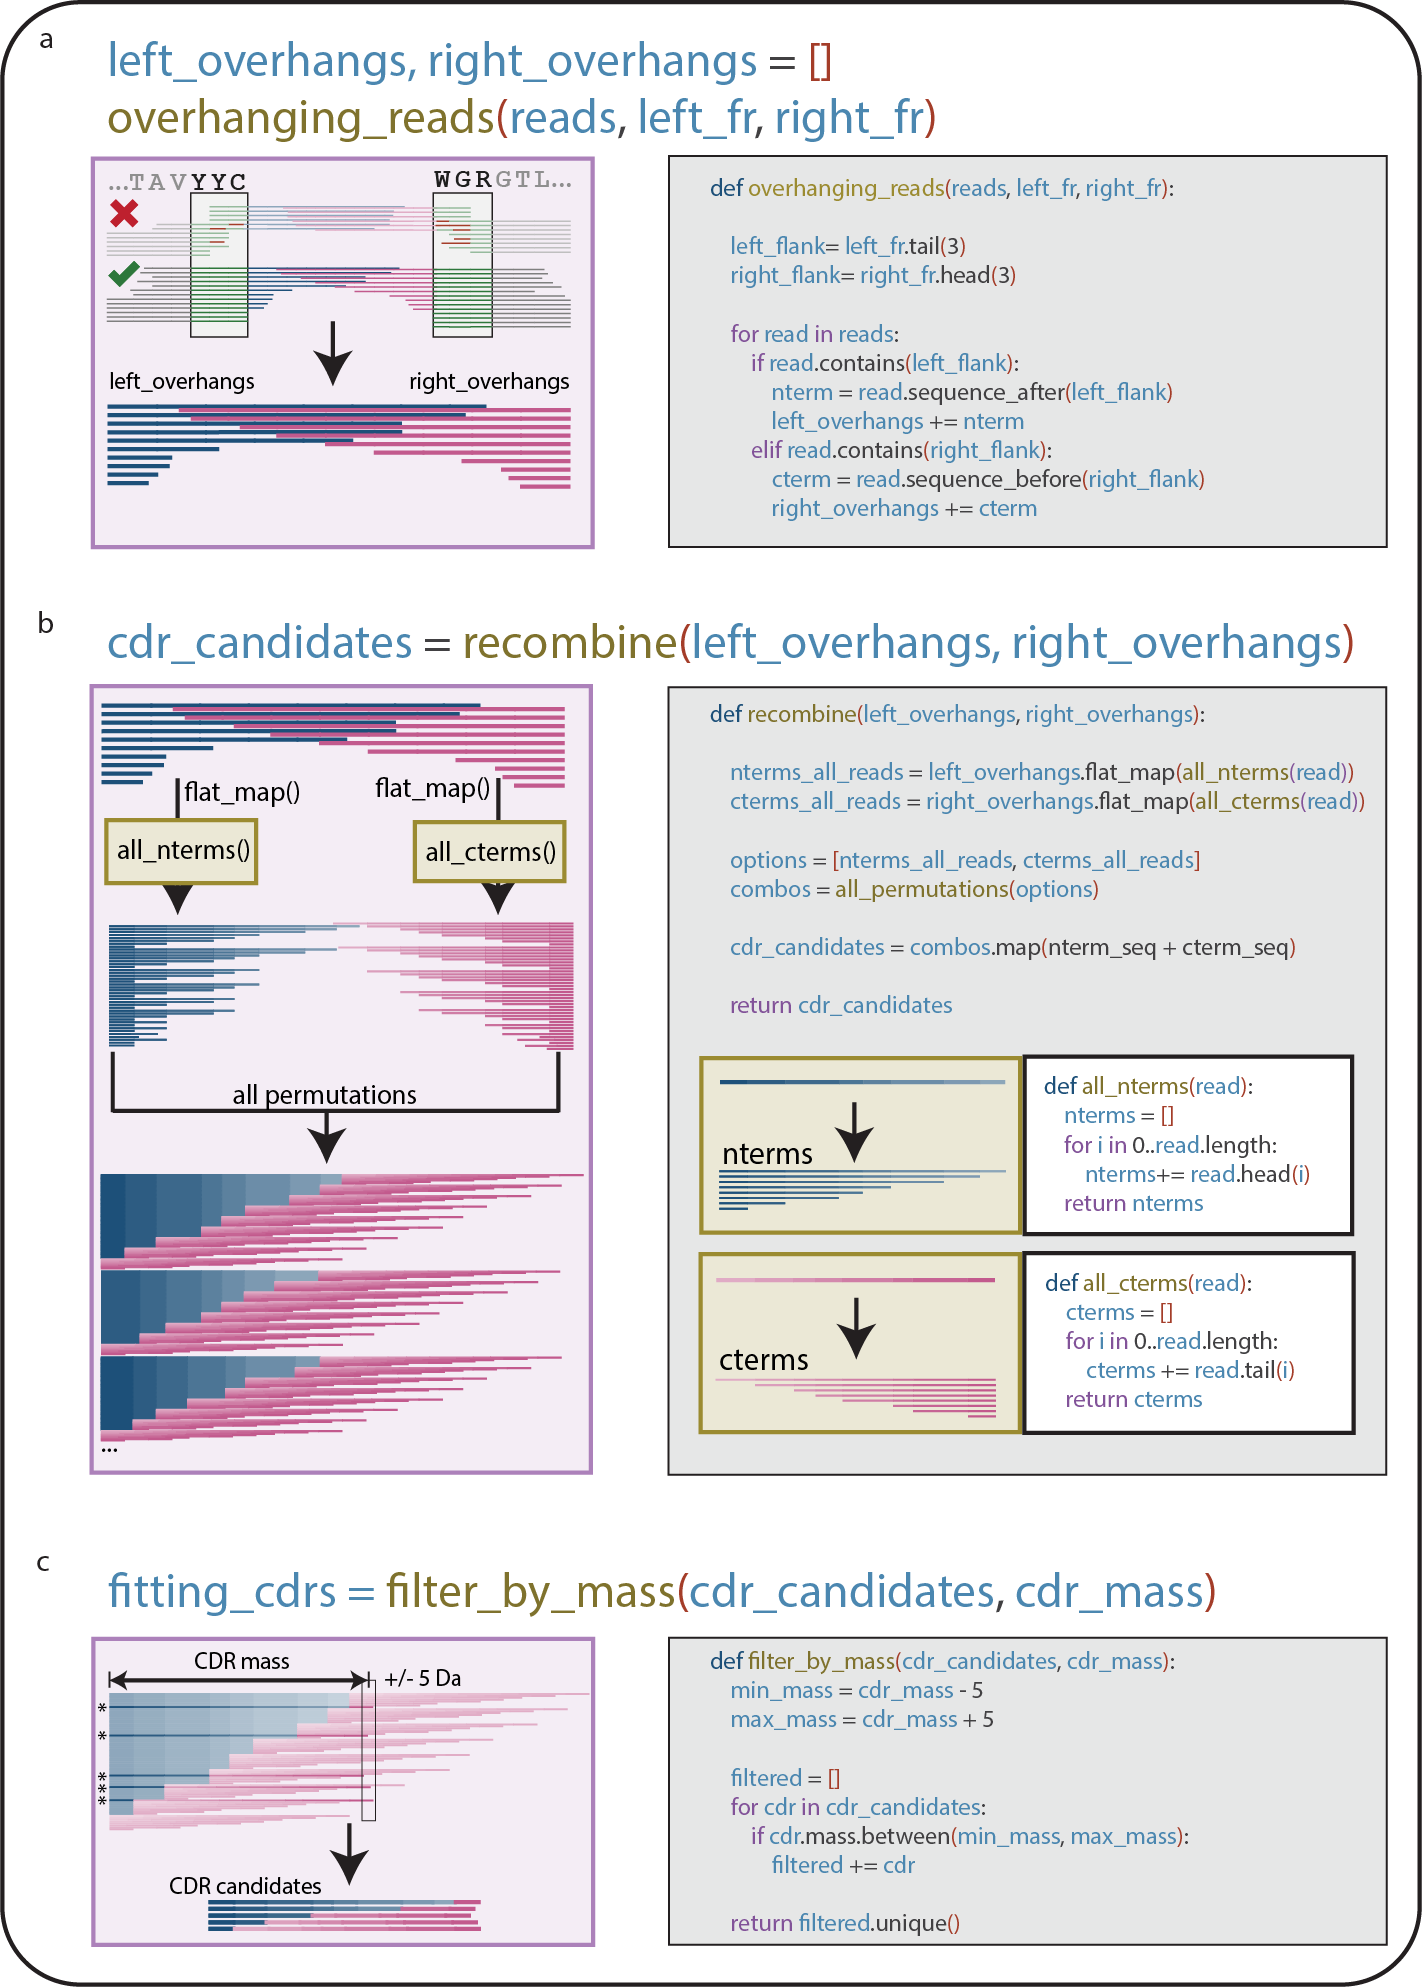 a
left_overhangs, right_overhangs = []
overhanging_reads(reads, left_fr, right_fr)
...TAVYYC
WGRGTL...
left_overhangs
right_overhangs
def overhanging_reads(reads, left_fr, right_fr):
left_flank= left_fr.tail(3)
right_flank= right_fr.head(3)
for read in reads:
if read.contains(left_flank):
nterm = read.sequence_after(left_flank)
left_overhangs += nterm
elif read.contains(right_flank):
cterm = read.sequence_before(right_flank)
right_overhangs += cterm
b
cdr_candidates = recombine(left_overhangs, right_overhangs)
flat_map()
flat_map()
all_nterms()
all_cterms()
all permutations
...
def recombine(left_overhangs, right_overhangs):
nterms_all_reads = left_overhangs.flat_map(all_nterms(read))
cterms_all_reads = right_overhangs.flat_map(all_cterms(read))
options = [nterms_all_reads, cterms_all_reads]
combos = all_permutations(options)
cdr_candidates = combos.map(nterm_seq + cterm_seq)
return cdr_candidates
nterms
def all_nterms(read):
nterms = []
for i in 0..read.length:
nterms+= read.head(i)
return nterms
cterms
def all_cterms(read):
cterms = []
for i in 0..read.length:
cterms += read.tail(i)
return cterms
c
fitting_cdrs = filter_by_mass(cdr_candidates, cdr_mass)
CDR mass
+/- 5 Da
*
*
*
*
*
CDR candidates
def filter_by_mass(cdr_candidates, cdr_mass):
min_mass = cdr_mass - 5
max_mass = cdr_mass + 5
filtered = []
for cdr in cdr_candidates:
if cdr.mass.between(min_mass, max_mass):
filtered += cdr
return filtered.unique()